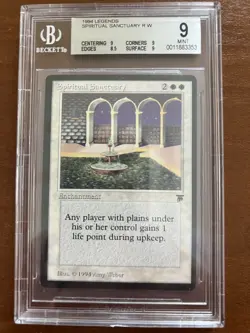 BECKETT
1994 LEGENDS
SPIRITUAL SANCTUARY R W
CENTERING 9 CORNERS 9
EDGES 8.5 SURFACE 9
9
MINT
0011883353
Spiritual Sanctuary
2
Enchantment
Any player with plains under
his or her control gains 1
life point during upkeep.
Illus. © 1994 Amy Weber